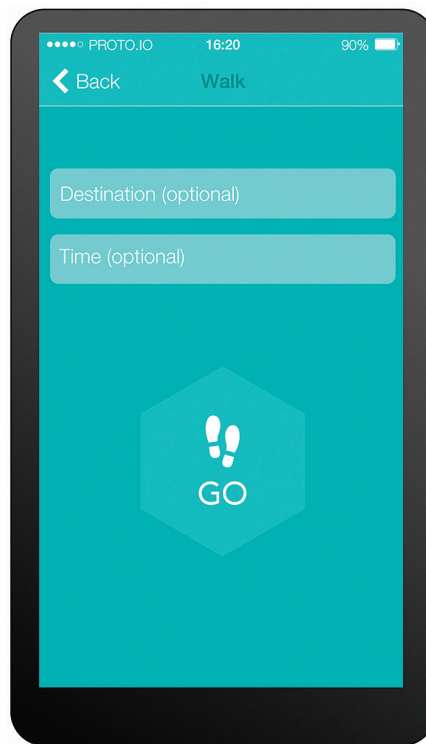 PROTO.IO 16:20 90%
Back Walk
Destination (optional)
Time (optional)
GO